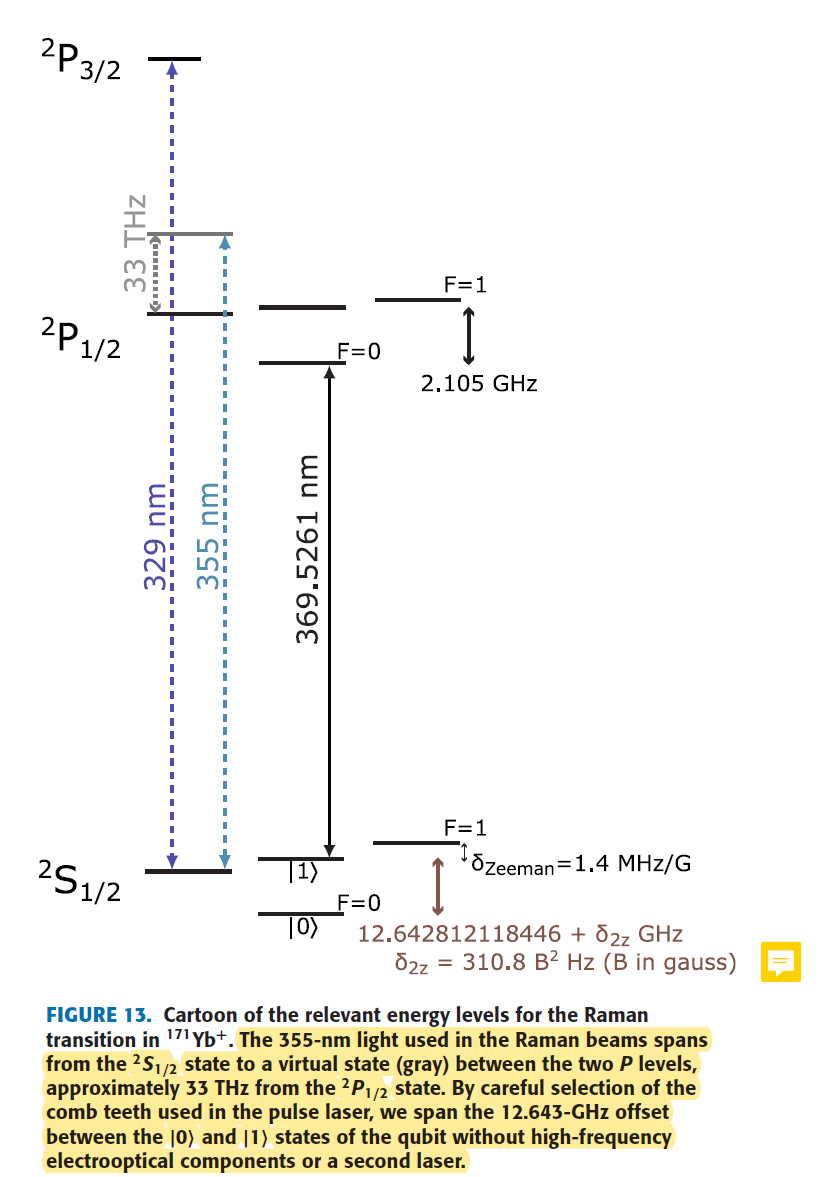 ²P3/2
33 THz
F=1
²P1/2
F=0
2.105 GHz
329 nm
355 nm
369.5261 nm
F=1
²S1/2
|1⟩
δZeeman=1.4 MHz/G
F=0
|0⟩
12.642812118446 + δ2z GHz
δ2z = 310.8 B² Hz (B in gauss)
FIGURE 13. Cartoon of the relevant energy levels for the Raman
transition in ¹⁷¹Yb⁺. The 355-nm light used in the Raman beams spans
from the ²S1/2 state to a virtual state (gray) between the two P levels,
approximately 33 THz from the ²P1/2 state. By careful selection of the
comb teeth used in the pulse laser, we span the 12.643-GHz offset
between the |0⟩ and |1⟩ states of the qubit without high-frequency
electrooptical components or a second laser.